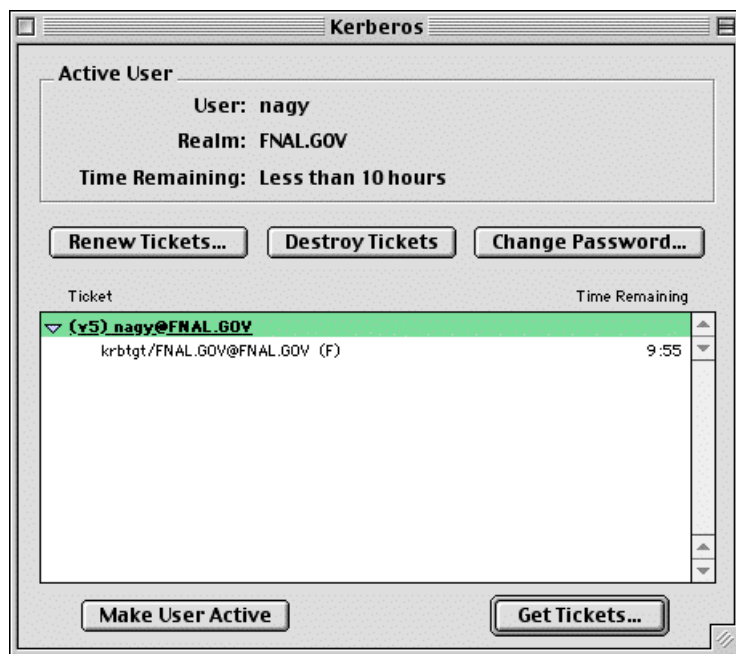 Kerberos
Active User
User: nagy
Realm: FNAL.GOV
Time Remaining: Less than 10 hours
Renew Tickets... Destroy Tickets Change Password...
Ticket Time Remaining
(v5) nagy@FNAL.GOV
krbtgt/FNAL.GOV@FNAL.GOV (F) 9:55
Make User Active Get Tickets...